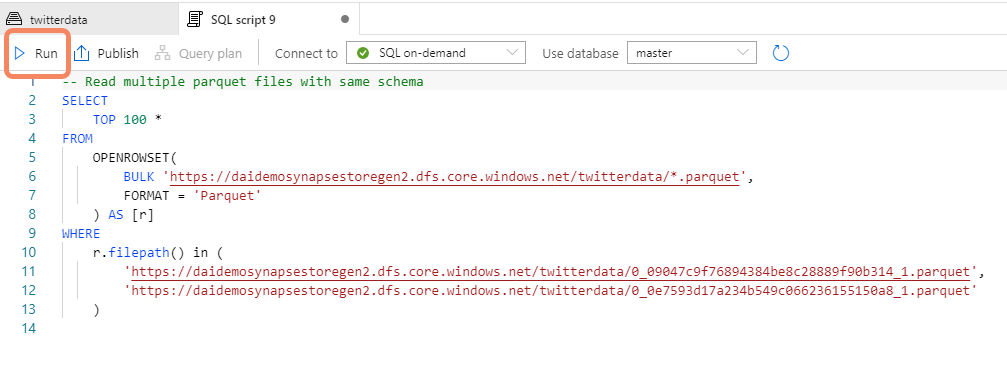 twitterdata
SQL script 9
Run
Publish
Query plan
Connect to
SQL on-demand
Use database
master
1 -- Read multiple parquet files with same schema
2 SELECT
3 TOP 100 *
4 FROM
5 OPENROWSET(
6 BULK 'https://daidemosynapsestoregen2.dfs.core.windows.net/twitterdata/*.parquet',
7 FORMAT = 'Parquet'
8 ) AS [r]
9 WHERE
10 r.filepath() in (
11 'https://daidemosynapsestoregen2.dfs.core.windows.net/twitterdata/0_09047c9f76894384be8c28889f90b314_1.parquet',
12 'https://daidemosynapsestoregen2.dfs.core.windows.net/twitterdata/0_0e7593d17a234b549c066236155150a8_1.parquet'
13 )
14